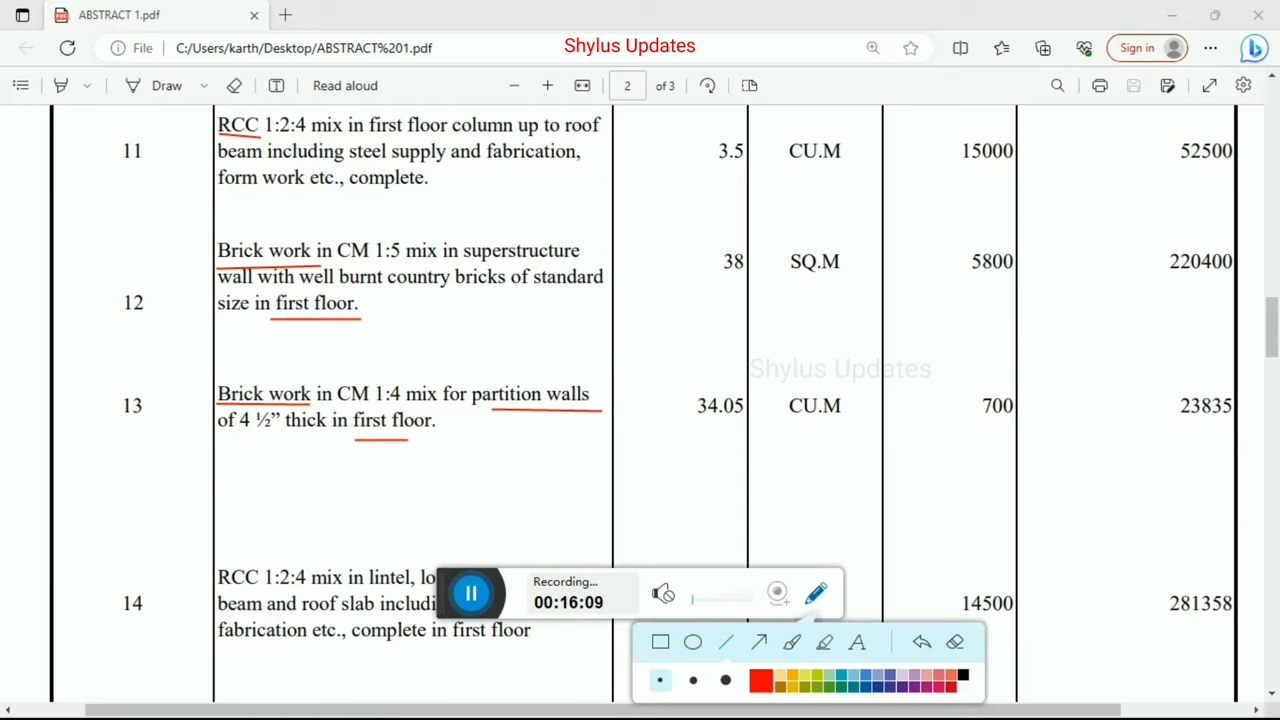 ABSTRACT 1.pdf
File
C:/Users/karth/Desktop/ABSTRACT%201.pdf
Shylus Updates
Sign in
Draw
Read aloud
2 of 3
11 RCC 1:2:4 mix in first floor column up to roof
beam including steel supply and fabrication, 3.5 CU.M 15000 52500
form work etc., complete.
Brick work in CM 1:5 mix in superstructure
wall with well burnt country bricks of standard 38 SQ.M 5800 220400
12 size in first floor.
Shylus Updates
Brick work in CM 1:4 mix for partition walls
13 of 4 ½” thick in first floor. 34.05 CU.M 700 23835
RCC 1:2:4 mix in lintel, lo
14 beam and roof slab includi 14500 281358
fabrication etc., complete in first floor
Recording...
00:16:09
A